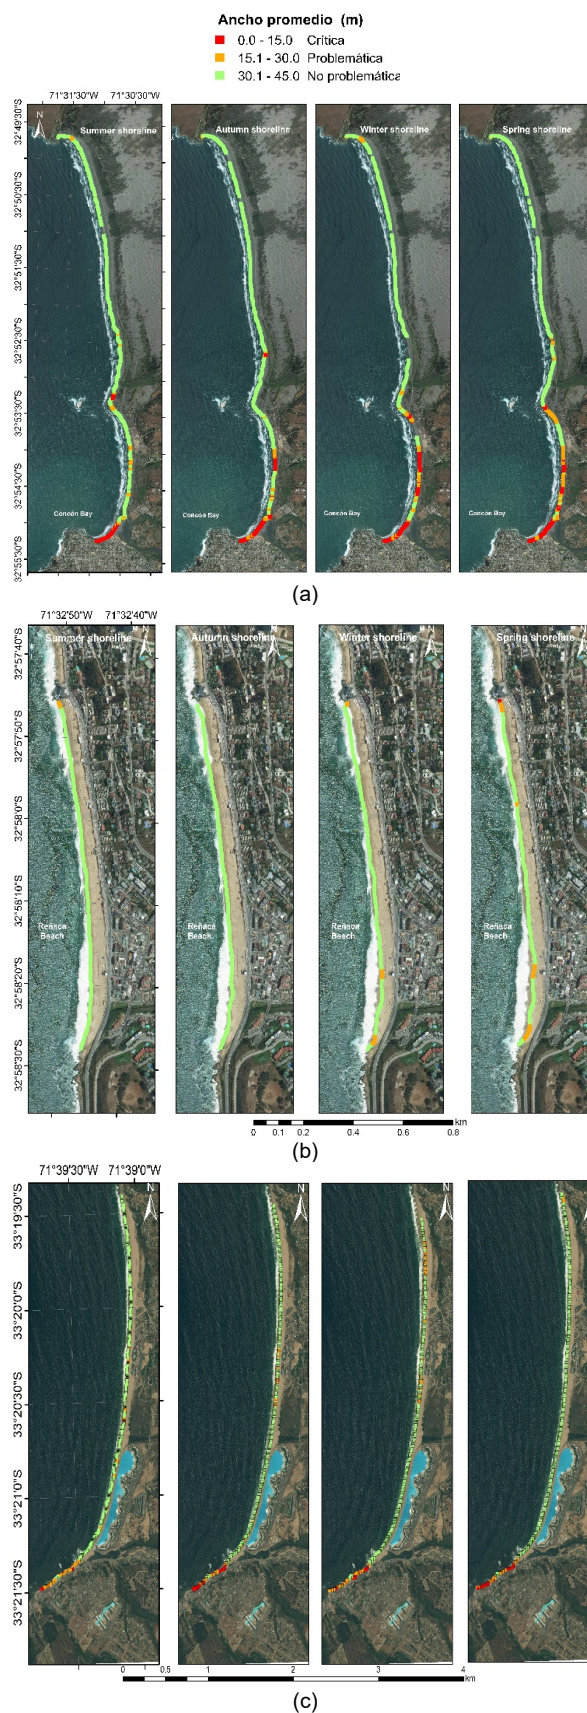 Ancho promedio (m)
0.0 - 15.0 Crítica
15.1 - 30.0 Problemática
30.1 - 45.0 No problemática
71°31'30"W 71°30'30"W
N
Summer shoreline
Autumn shoreline
Winter shoreline
Spring shoreline
32°49'30"S
32°50'30"S
32°51'30"S
32°52'30"S
32°53'30"S
32°54'30"S
32°55'30"S
Concón Bay
Concón Bay
Concón Bay
Concón Bay
(a)
71°32'50"W 71°32'40"W
Summer shoreline
Autumn shoreline
Winter shoreline
Spring shoreline
N
N
N
N
32°57'40"S
32°57'50"S
32°58'0"S
32°58'10"S
32°58'20"S
32°58'30"S
Reñaca
Beach
Reñaca
Beach
Reñaca
Beach
Reñaca
Beach
km
0 0.1 0.2 0.4 0.6 0.8
(b)
71°39'30"W 71°39'0"W
N
N
N
N
33°19'30"S
33°20'0"S
33°20'30"S
33°21'0"S
33°21'30"S
0 0.5 1 2 3 4
km
(c)